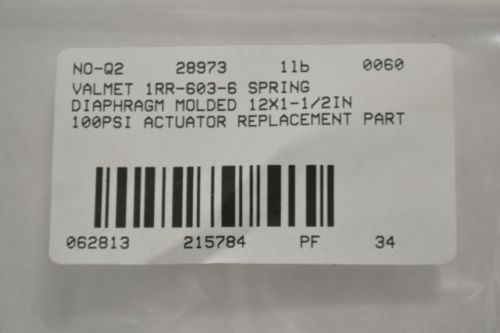 NO-Q2 28973 11b 0060
VALMET 1RR-603-6 SPRING
DIAPHRAGM MOLDED 12X1-1/2IN
100PSI ACTUATOR REPLACEMENT PART
062813 215784 PF 34